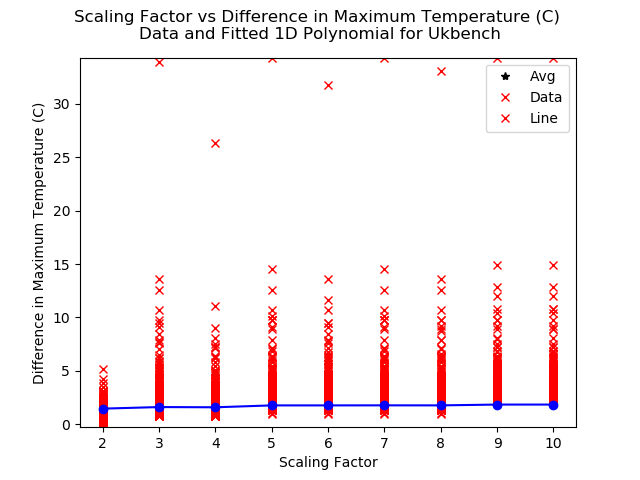 Scaling Factor vs Difference in Maximum Temperature (C)
Data and Fitted 1D Polynomial for Ukbench
Avg
Data
Line
Difference in Maximum Temperature (C)
30
25
20
15
10
5
0
2 3 4 5 6 7 8 9 10
Scaling Factor